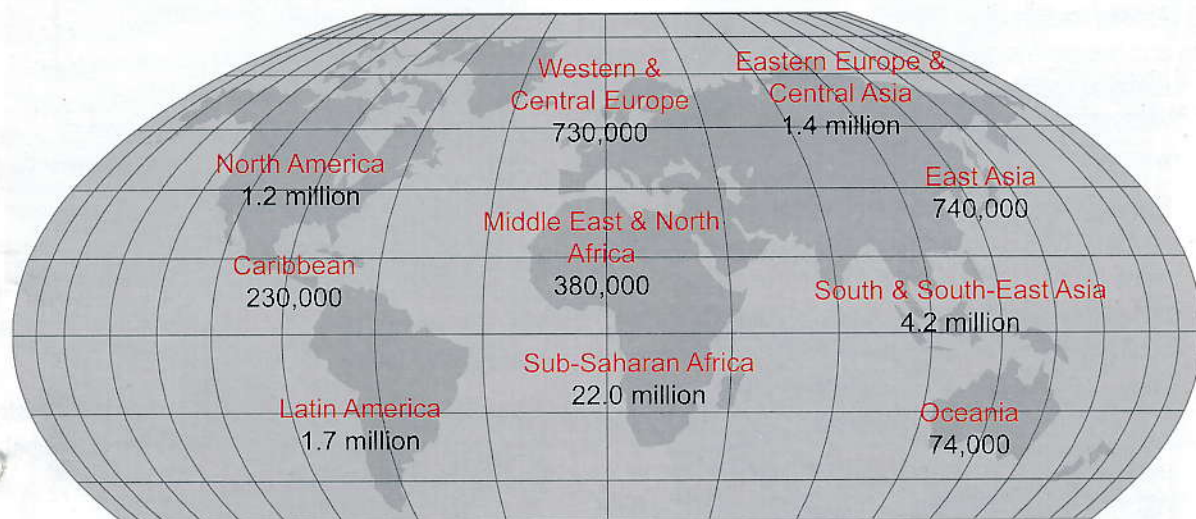 Western &
Central Europe
730,000
Eastern Europe &
Central Asia
1.4 million
North America
1.2 million
East Asia
740,000
Middle East & North
Africa
380,000
Caribbean
230,000
South & South-East Asia
4.2 million
Sub-Saharan Africa
22.0 million
Latin America
1.7 million
Oceania
74,000